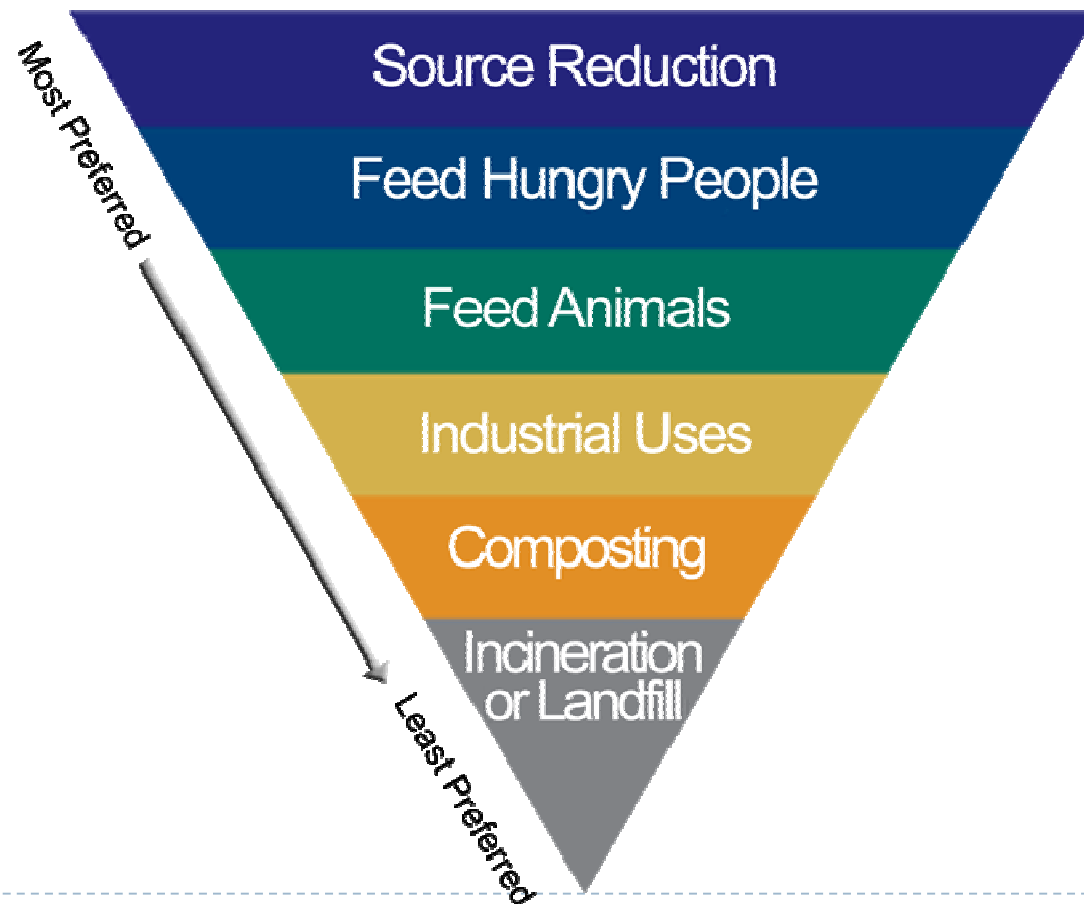 Most Preferred
Source Reduction
Feed Hungry People
Feed Animals
Industrial Uses
Composting
Incineration
or Landfill
Least Preferred